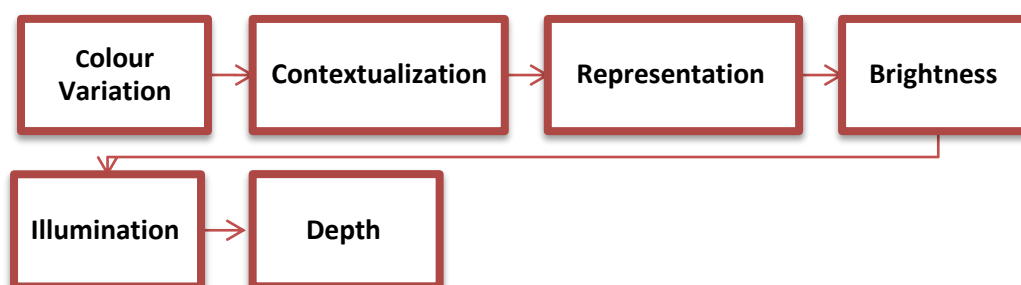 Colour
Variation
Contextualization
Representation
Brightness
Illumination
Depth